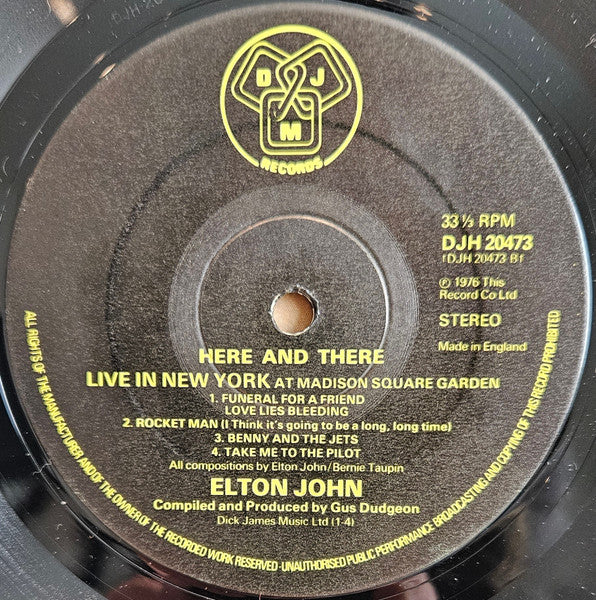 D J
M
RECORDS
33⅓ RPM
DJH 20473
(DJH 20473 B)
℗ 1976 This
Record Co Ltd
STEREO
Made in England
HERE AND THERE
LIVE IN NEW YORK AT MADISON SQUARE GARDEN
1. FUNERAL FOR A FRIEND
LOVE LIES BLEEDING
2. ROCKET MAN (I Think it's going to be a long, long time)
3. BENNY AND THE JETS
4. TAKE ME TO THE PILOT
All compositions by Elton John/Bernie Taupin
ELTON JOHN
Compiled and Produced by Gus Dudgeon
Dick James Music Ltd (1-4)
ALL RIGHTS OF THE MANUFACTURER AND OF THE OWNER OF THE RECORDED WORK RESERVED-UNAUTHORISED PUBLIC PERFORMANCE BROADCASTING AND COPYING OF THIS RECORD PROHIBITED